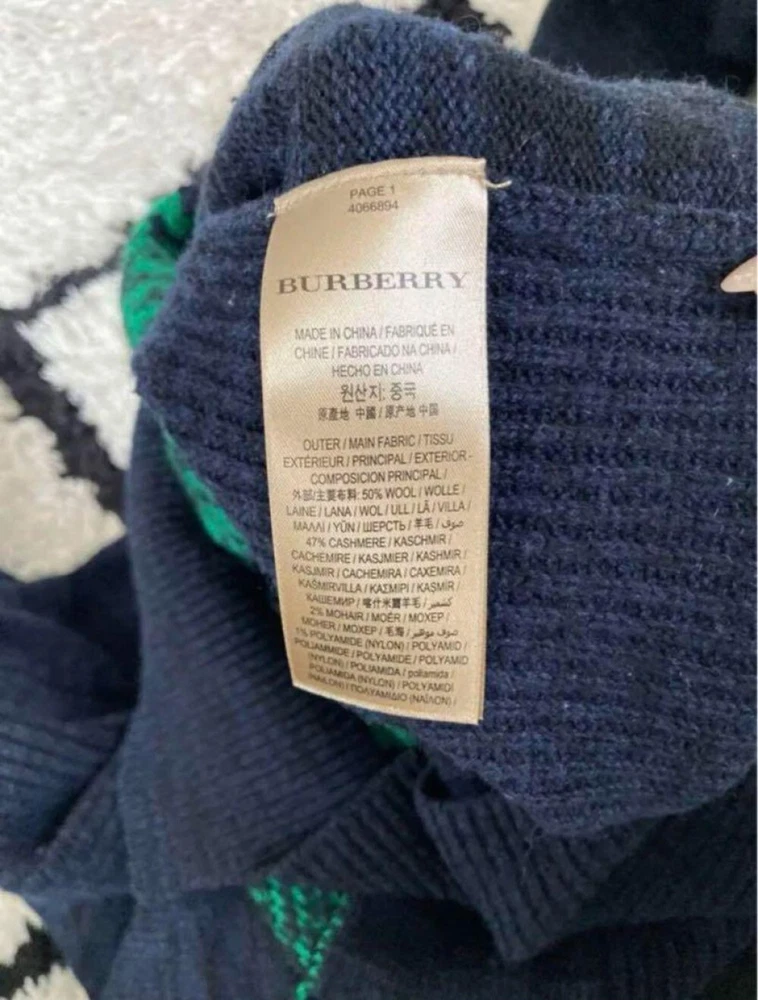 PAGE 1
4066894
BURBERRY
MADE IN CHINA / FABRIQUÉ EN
CHINE / FABRICADO NA CHINA /
HECHO EN CHINA
원산지: 중국
原產地 中國 / 原产地 中国
OUTER / MAIN FABRIC / TISSU
EXTÉRIEUR / PRINCIPAL / EXTERIOR -
COMPOSICION PRINCIPAL /
外部/主要布料: 50% WOOL / WOLLE /
LAINE / LANA / WOL / ULL / LÃ / VILLA /
ΜΑΛΛΙ / YÜN / ШЕРСТЬ / 羊毛 / صوف /
47% CASHMERE / KASCHMIR /
CACHEMIRE / KASJMIER / KASHMIR /
KASJMIR / CACHEMIRA / CAXEMIRA /
KAŠMIRVILLA / ΚΑΣΜΙΡΙ / KAŞMIR /
КАШЕМИР / 喀什米爾羊毛 / كشمير /
2% MOHAIR / MOÉR / MOXEP /
MOHER / MOXEP / 毛海 / صوف موهير /
1% POLYAMIDE (NYLON) / POLYAMID /
POLIAMMIDE / POLYAMIDE / POLYAMID
(NYLON) / POLIAMIDA / poliamida /
POLIAMIDA (NYLON) / POLYAMIDI
(NAILON) / ΠΟΛΥΑΜΙΔΙΟ (ΝΑΪΛΟΝ) /